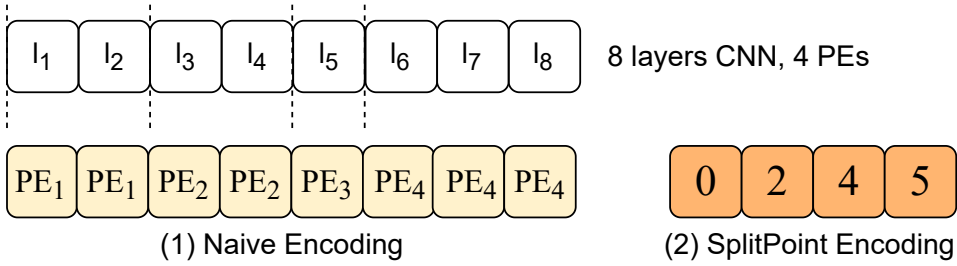 l₁ l₂ l₃ l₄ l₅ l₆ l₇ l₈ 8 layers CNN, 4 PEs
PE₁ PE₁ PE₂ PE₂ PE₃ PE₄ PE₄ PE₄ 0 2 4 5
(1) Naive Encoding (2) SplitPoint Encoding